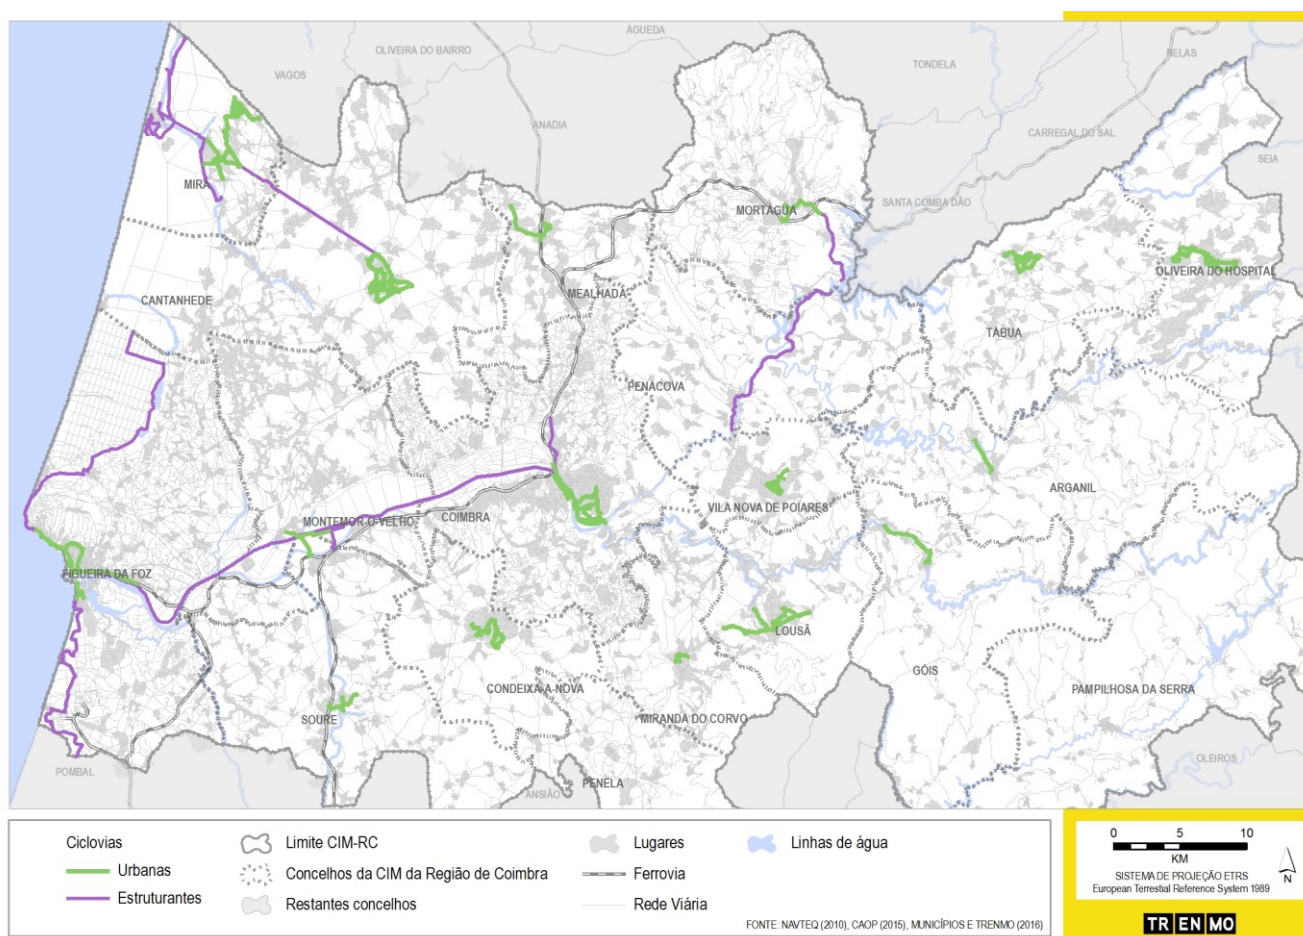 ÁGUEDA
OLIVEIRA DO BAIRRO
NELAS
TONDELA
VAGOS
ANADIA
CARREGAL DO SAL
SEIA
MIRA
MORTÁGUA
SANTA COMBA DÃO
OLIVEIRA DO HOSPITAL
MEALHADA
CANTANHEDE
TÁBUA
PENACOVA
ARGANIL
VILA NOVA DE POIARES
MONTEMOR-O-VELHO
COIMBRA
FIGUEIRA DA FOZ
LOUSÃ
GÓIS
CONDEIXA-A-NOVA
PAMPILHOSA DA SERRA
SOURE
MIRANDA DO CORVO
OLEIROS
POMBAL
PENELA
ANSIÃO
Ciclovias
Urbanas
Estruturantes
Limite CIM-RC
Concelhos da CIM da Região de Coimbra
Restantes concelhos
Lugares
Ferrovia
Rede Viária
Linhas de água
FONTE: NAVTEQ (2010), CAOP (2015), MUNICÍPIOS E TRENMO (2016)
0 5 10
KM
SISTEMA DE PROJEÇÃO ETRS
European Terrestial Reference System 1989
N
TRENMO